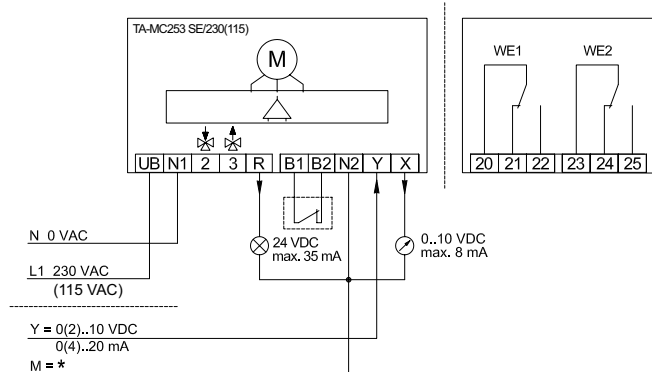 TA-MC253 SE/230(115)
M
UB N1 2 3 R B1 B2 N2 Y X
WE1 WE2
20 21 22 23 24 25
N 0 VAC
L1 230 VAC
(115 VAC)
24 VDC
max. 35 mA
0..10 VDC
max. 8 mA
Y = 0(2)..10 VDC
0(4)..20 mA
M = *